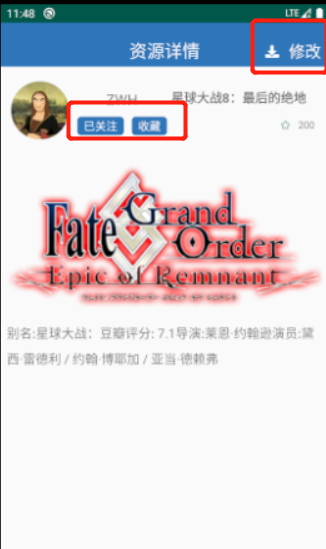 11:48 LTE
资源详情
修改
ZWH 星球大战8：最后的绝地
已关注 收藏
200
Fate Grand
Order
Epic of Remnant
别名:星球大战： 豆瓣评分: 7.1导演:莱恩·约翰逊演员:黛
西·雷德利 / 约翰·博耶加 / 亚当·德赖弗